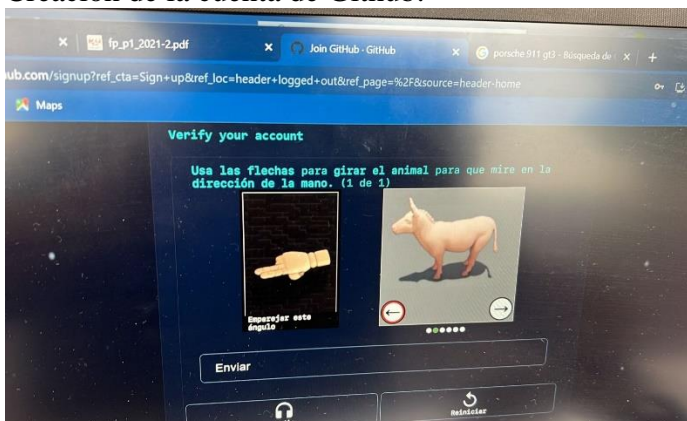 Creación de la cuenta de Github:
fp_p1_2021-2.pdf
Join GitHub · GitHub
porsche 911 gt3 - Búsqueda de
ub.com/signup?ref_cta=Sign+up&ref_loc=header+logged+out&ref_page=%2F&source=header-home
Maps
Verify your account
Usa las flechas para girar el animal para que mire en la
dirección de la mano. (1 de 1)
Emparejar este
ángulo
Enviar
Reiniciar